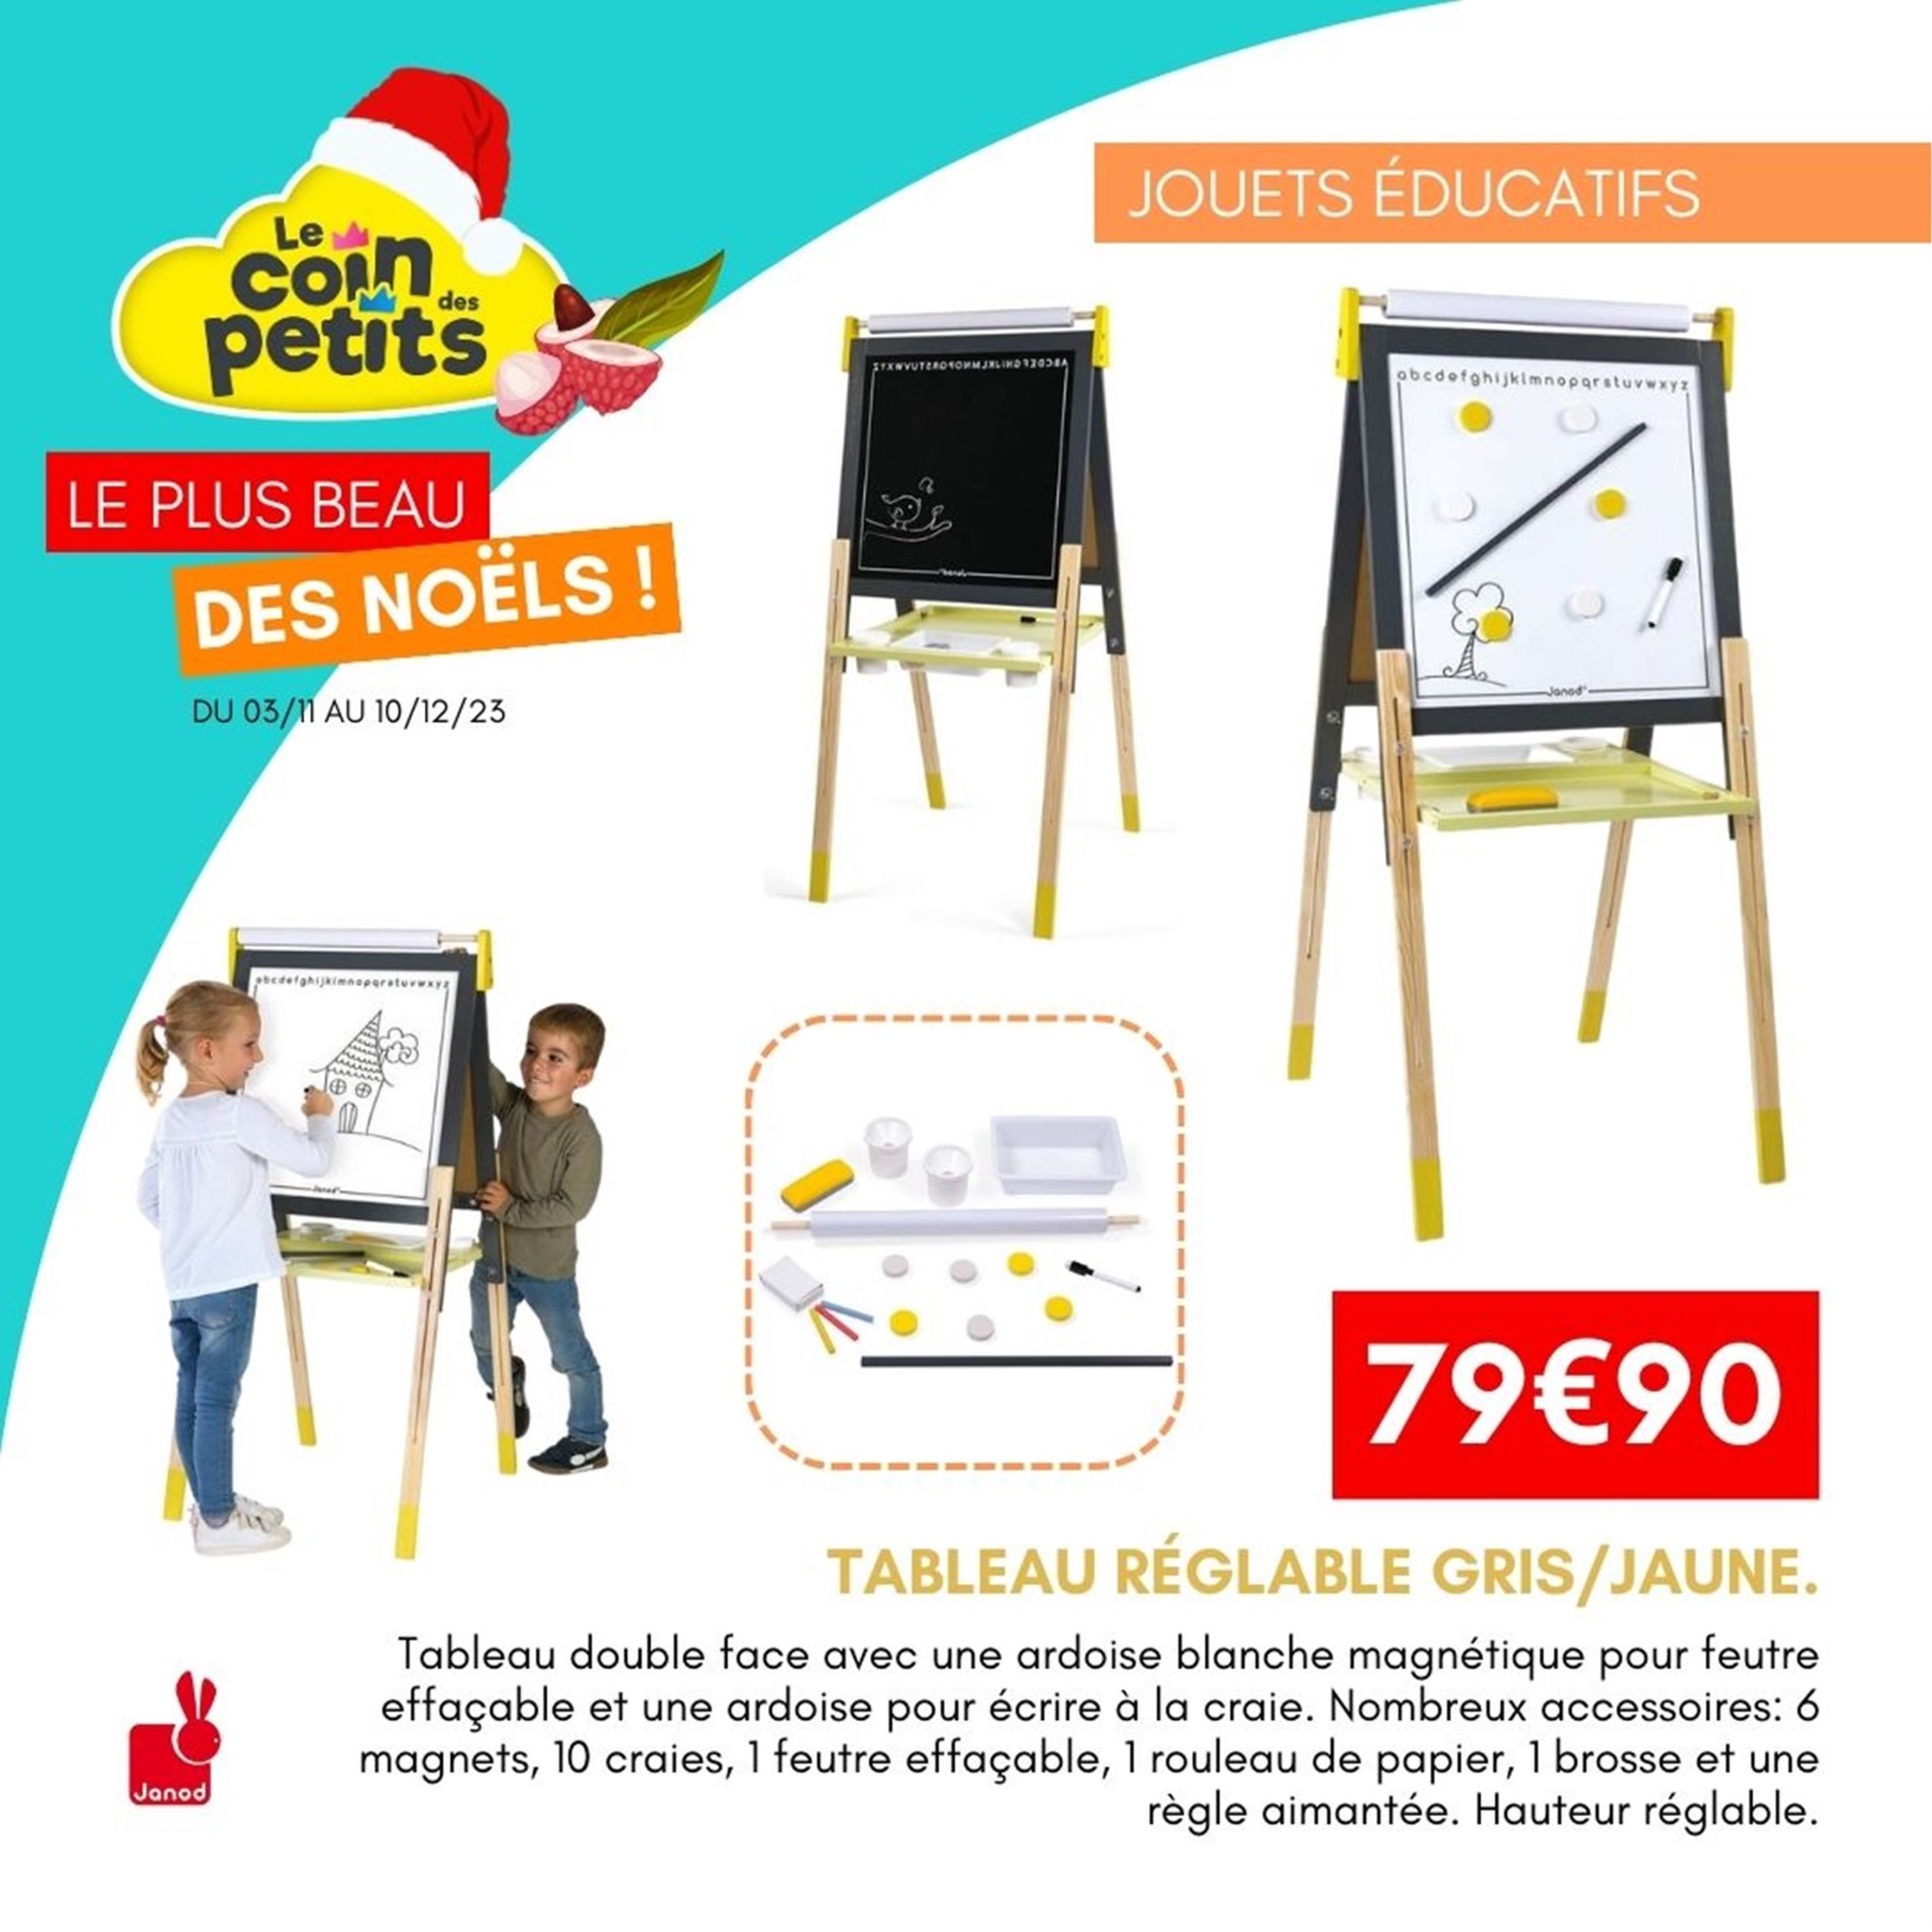 Le
coin
des
petits
JOUETS ÉDUCATIFS
LE PLUS BEAU
DES NOËLS !
DU 03/11 AU 10/12/23
abcdefghijklmnopqrstuvwxyz
Janod
abcdefghijklmnopqrstuvwxyz
Janod
79€90
TABLEAU RÉGLABLE GRIS/JAUNE.
Tableau double face avec une ardoise blanche magnétique pour feutre
effaçable et une ardoise pour écrire à la craie. Nombreux accessoires: 6
magnets, 10 craies, 1 feutre effaçable, 1 rouleau de papier, 1 brosse et une
règle aimantée. Hauteur réglable.
Janod